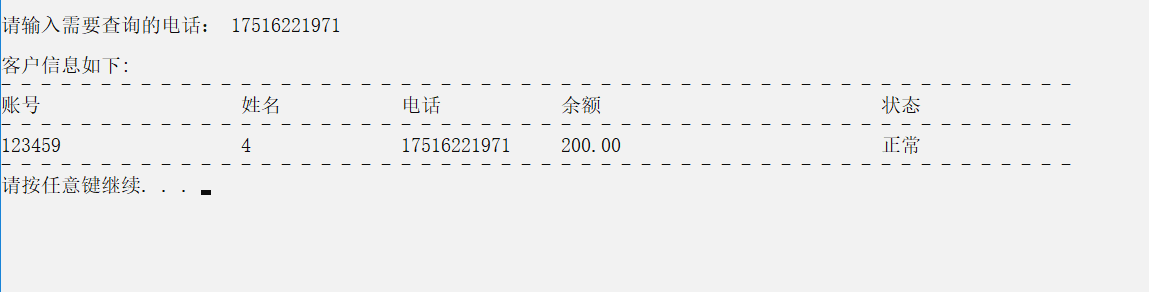 请输入需要查询的电话： 17516221971
客户信息如下:
- - - - - - - - - - - - - - - - - - - - - - - - - - - - - - - - - - - - - - - - - - - - - - - - - - - - - -
账号 姓名 电话 余额 状态
- - - - - - - - - - - - - - - - - - - - - - - - - - - - - - - - - - - - - - - - - - - - - - - - - - - - - -
123459 4 17516221971 200.00 正常
- - - - - - - - - - - - - - - - - - - - - - - - - - - - - - - - - - - - - - - - - - - - - - - - - - - - - -
请按任意键继续. . .